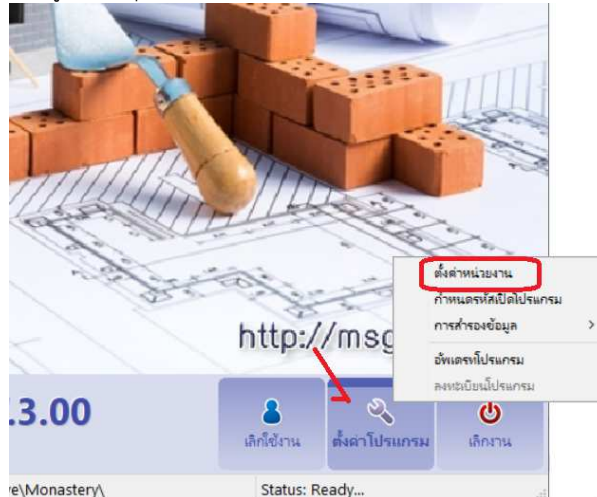 ตั้งค่าหน่วยงาน
กำหนดรหัสเปิดโปรแกรม
การสำรองข้อมูล
อัพเดรทโปรแกรม
ลงทะเบียนโปรแกรม
http://msg
.3.00
เลิกใช้งาน
ตั้งค่าโปรแกรม
เลิกงาน
e\Monastery\
Status: Ready...